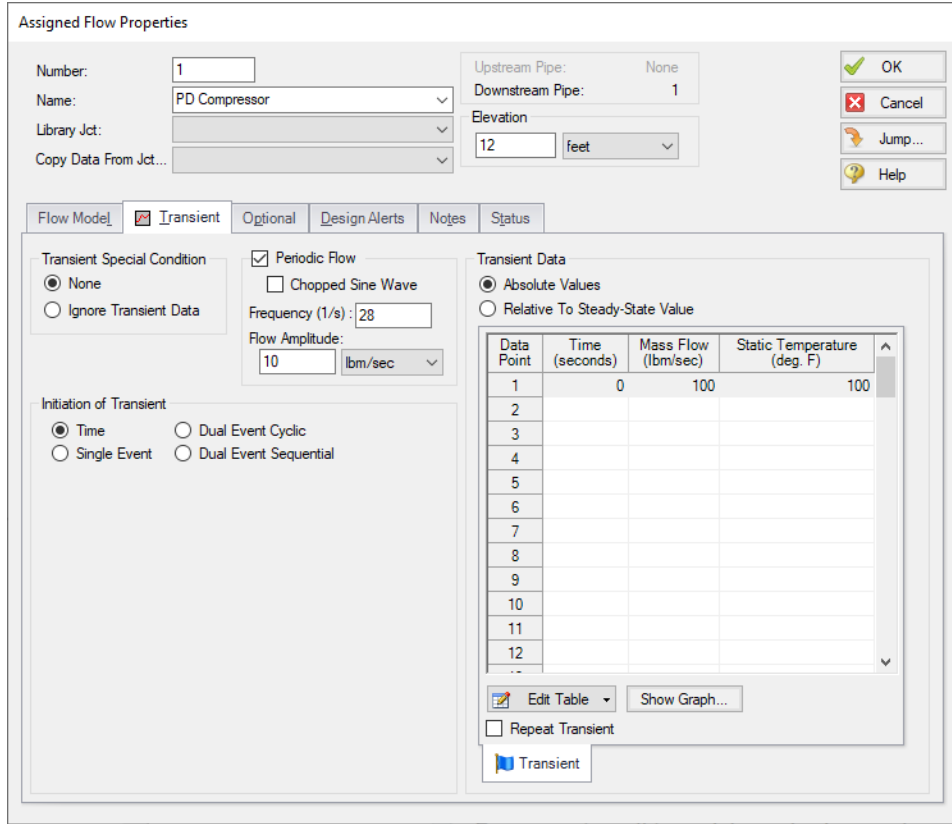 Assigned Flow Properties
Number: 1
Name: PD Compressor
Library Jct:
Copy Data From Jct...
Upstream Pipe: None
Downstream Pipe: 1
Elevation
12 feet
OK
Cancel
Jump...
Help
Flow Model Transient Optional Design Alerts Notes Status
Transient Special Condition
None
Ignore Transient Data
Periodic Flow
Chopped Sine Wave
Frequency (1/s) : 28
Flow Amplitude:
10 lbm/sec
Initiation of Transient
Time Dual Event Cyclic
Single Event Dual Event Sequential
Transient Data
Absolute Values
Relative To Steady-State Value
Data Time Mass Flow Static Temperature
Point (seconds) (lbm/sec) (deg. F)
1 0 100 100
2
3
4
5
6
7
8
9
10
11
12
Edit Table Show Graph...
Repeat Transient
Transient